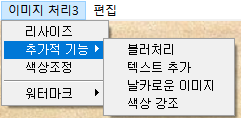 이미지 처리3 편집
리사이즈
추가적 기능
색상조정
워터마크
블러처리
텍스트 추가
날카로운 이미지
색상 강조